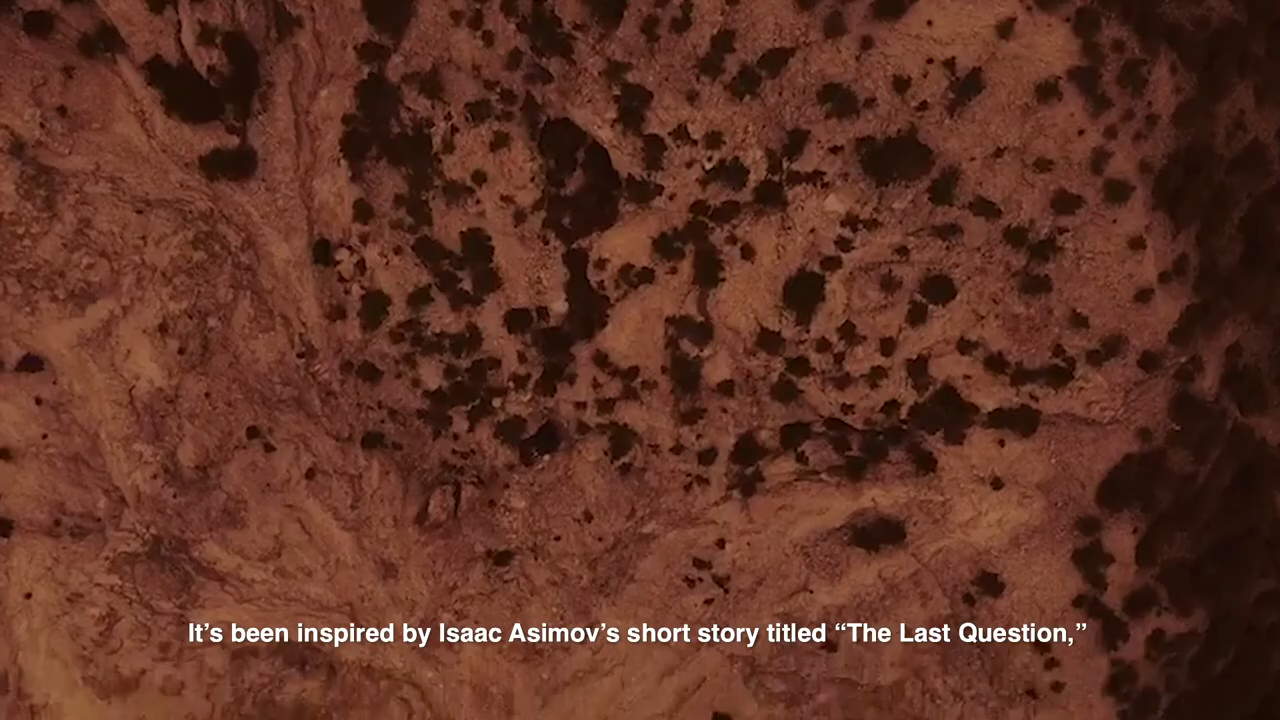 It’s been inspired by Isaac Asimov’s short story titled “The Last Question,”